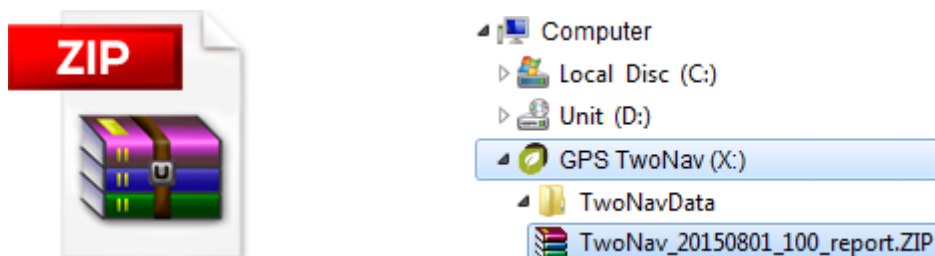 ZIP
Computer
Local Disc (C:)
Unit (D:)
GPS TwoNav (X:)
TwoNavData
TwoNav_20150801_100_report.ZIP